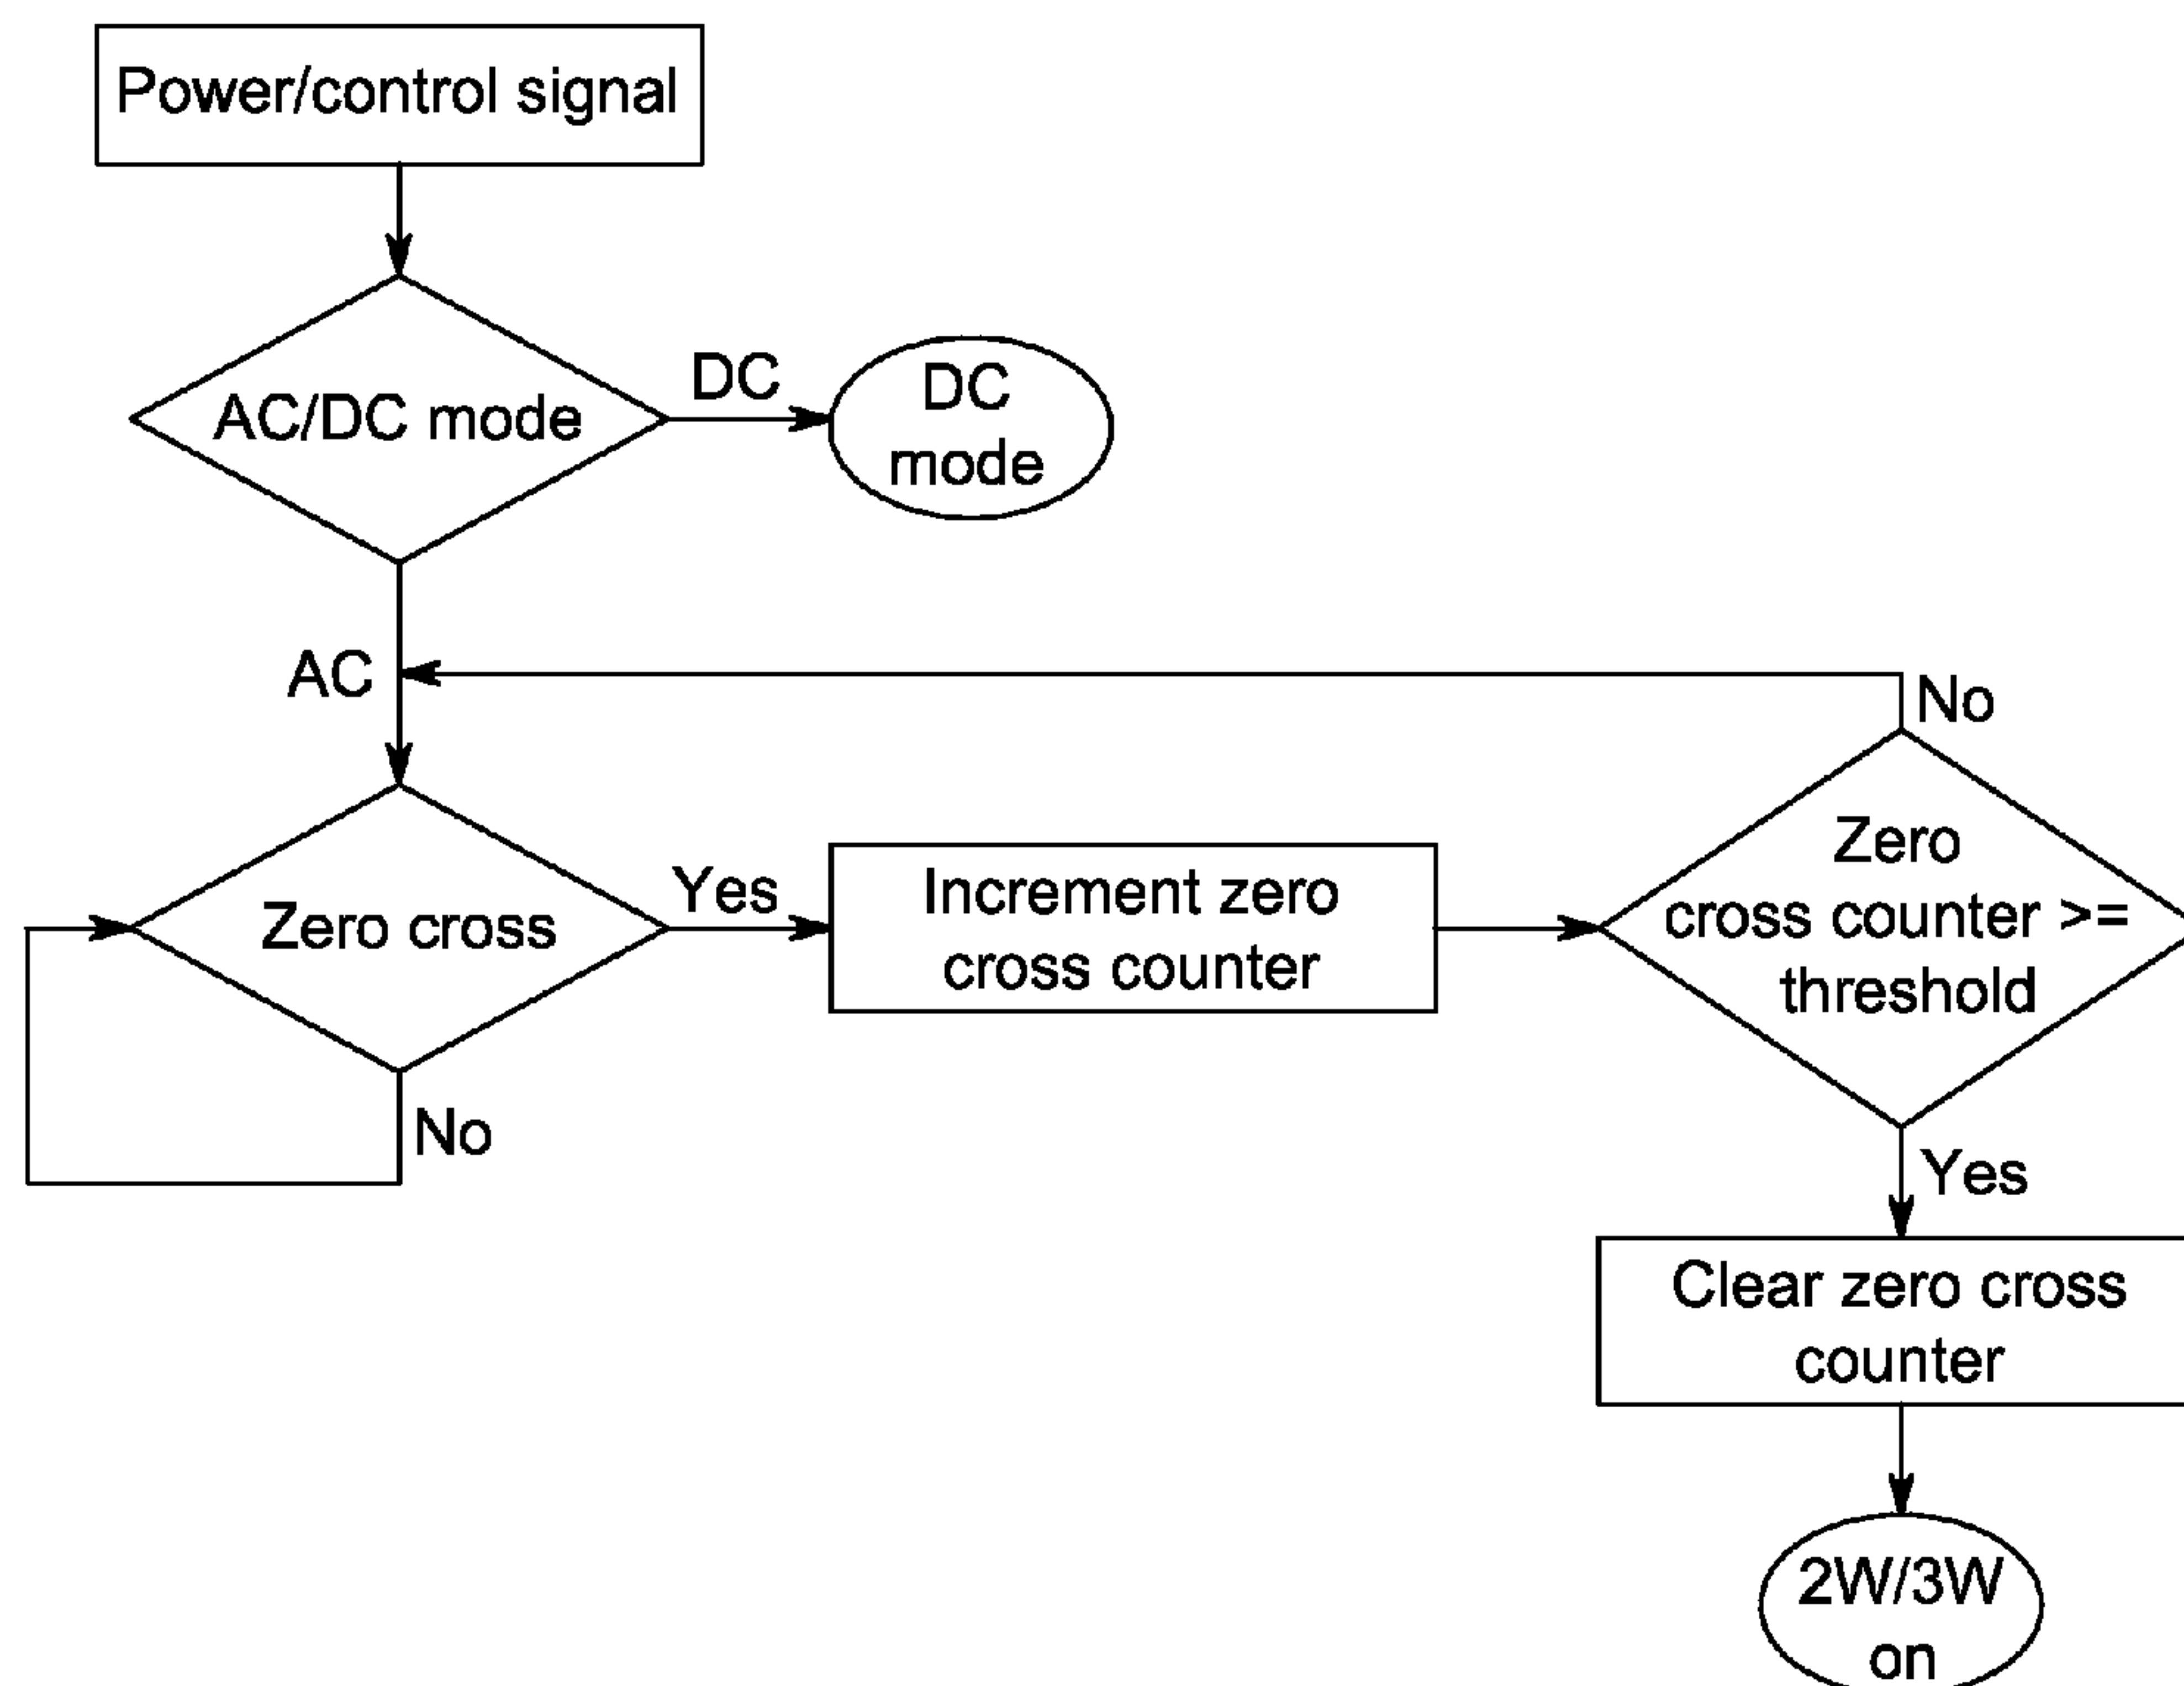 Power/control signal
AC/DC mode
DC
DC
mode
AC
No
Zero cross
Yes
Increment zero
cross counter
Zero
cross counter >=
threshold
No
Yes
Clear zero cross
counter
2W/3W
on